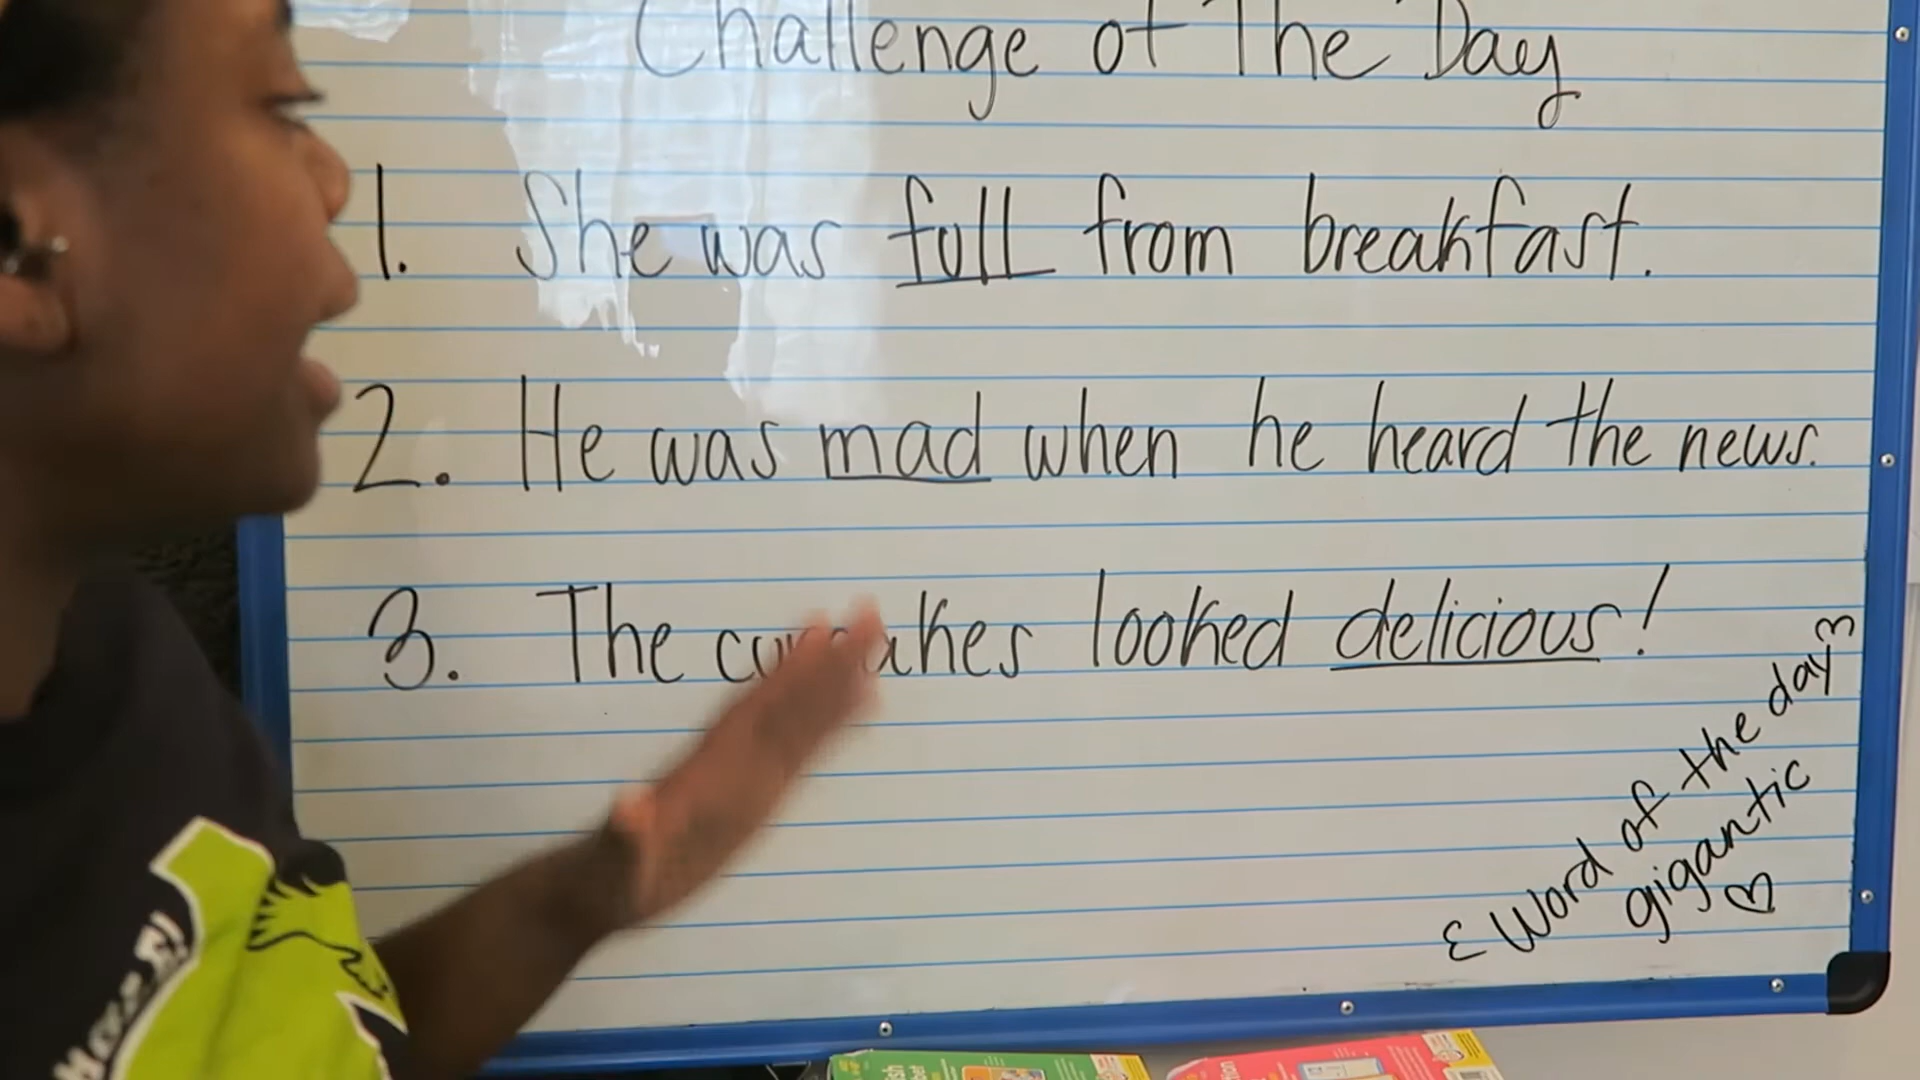 Challenge of The Day
1. She was full from breakfast.
2. He was mad when he heard the news.
3. The cupcakes looked delicious!
Word of the day
gigantic